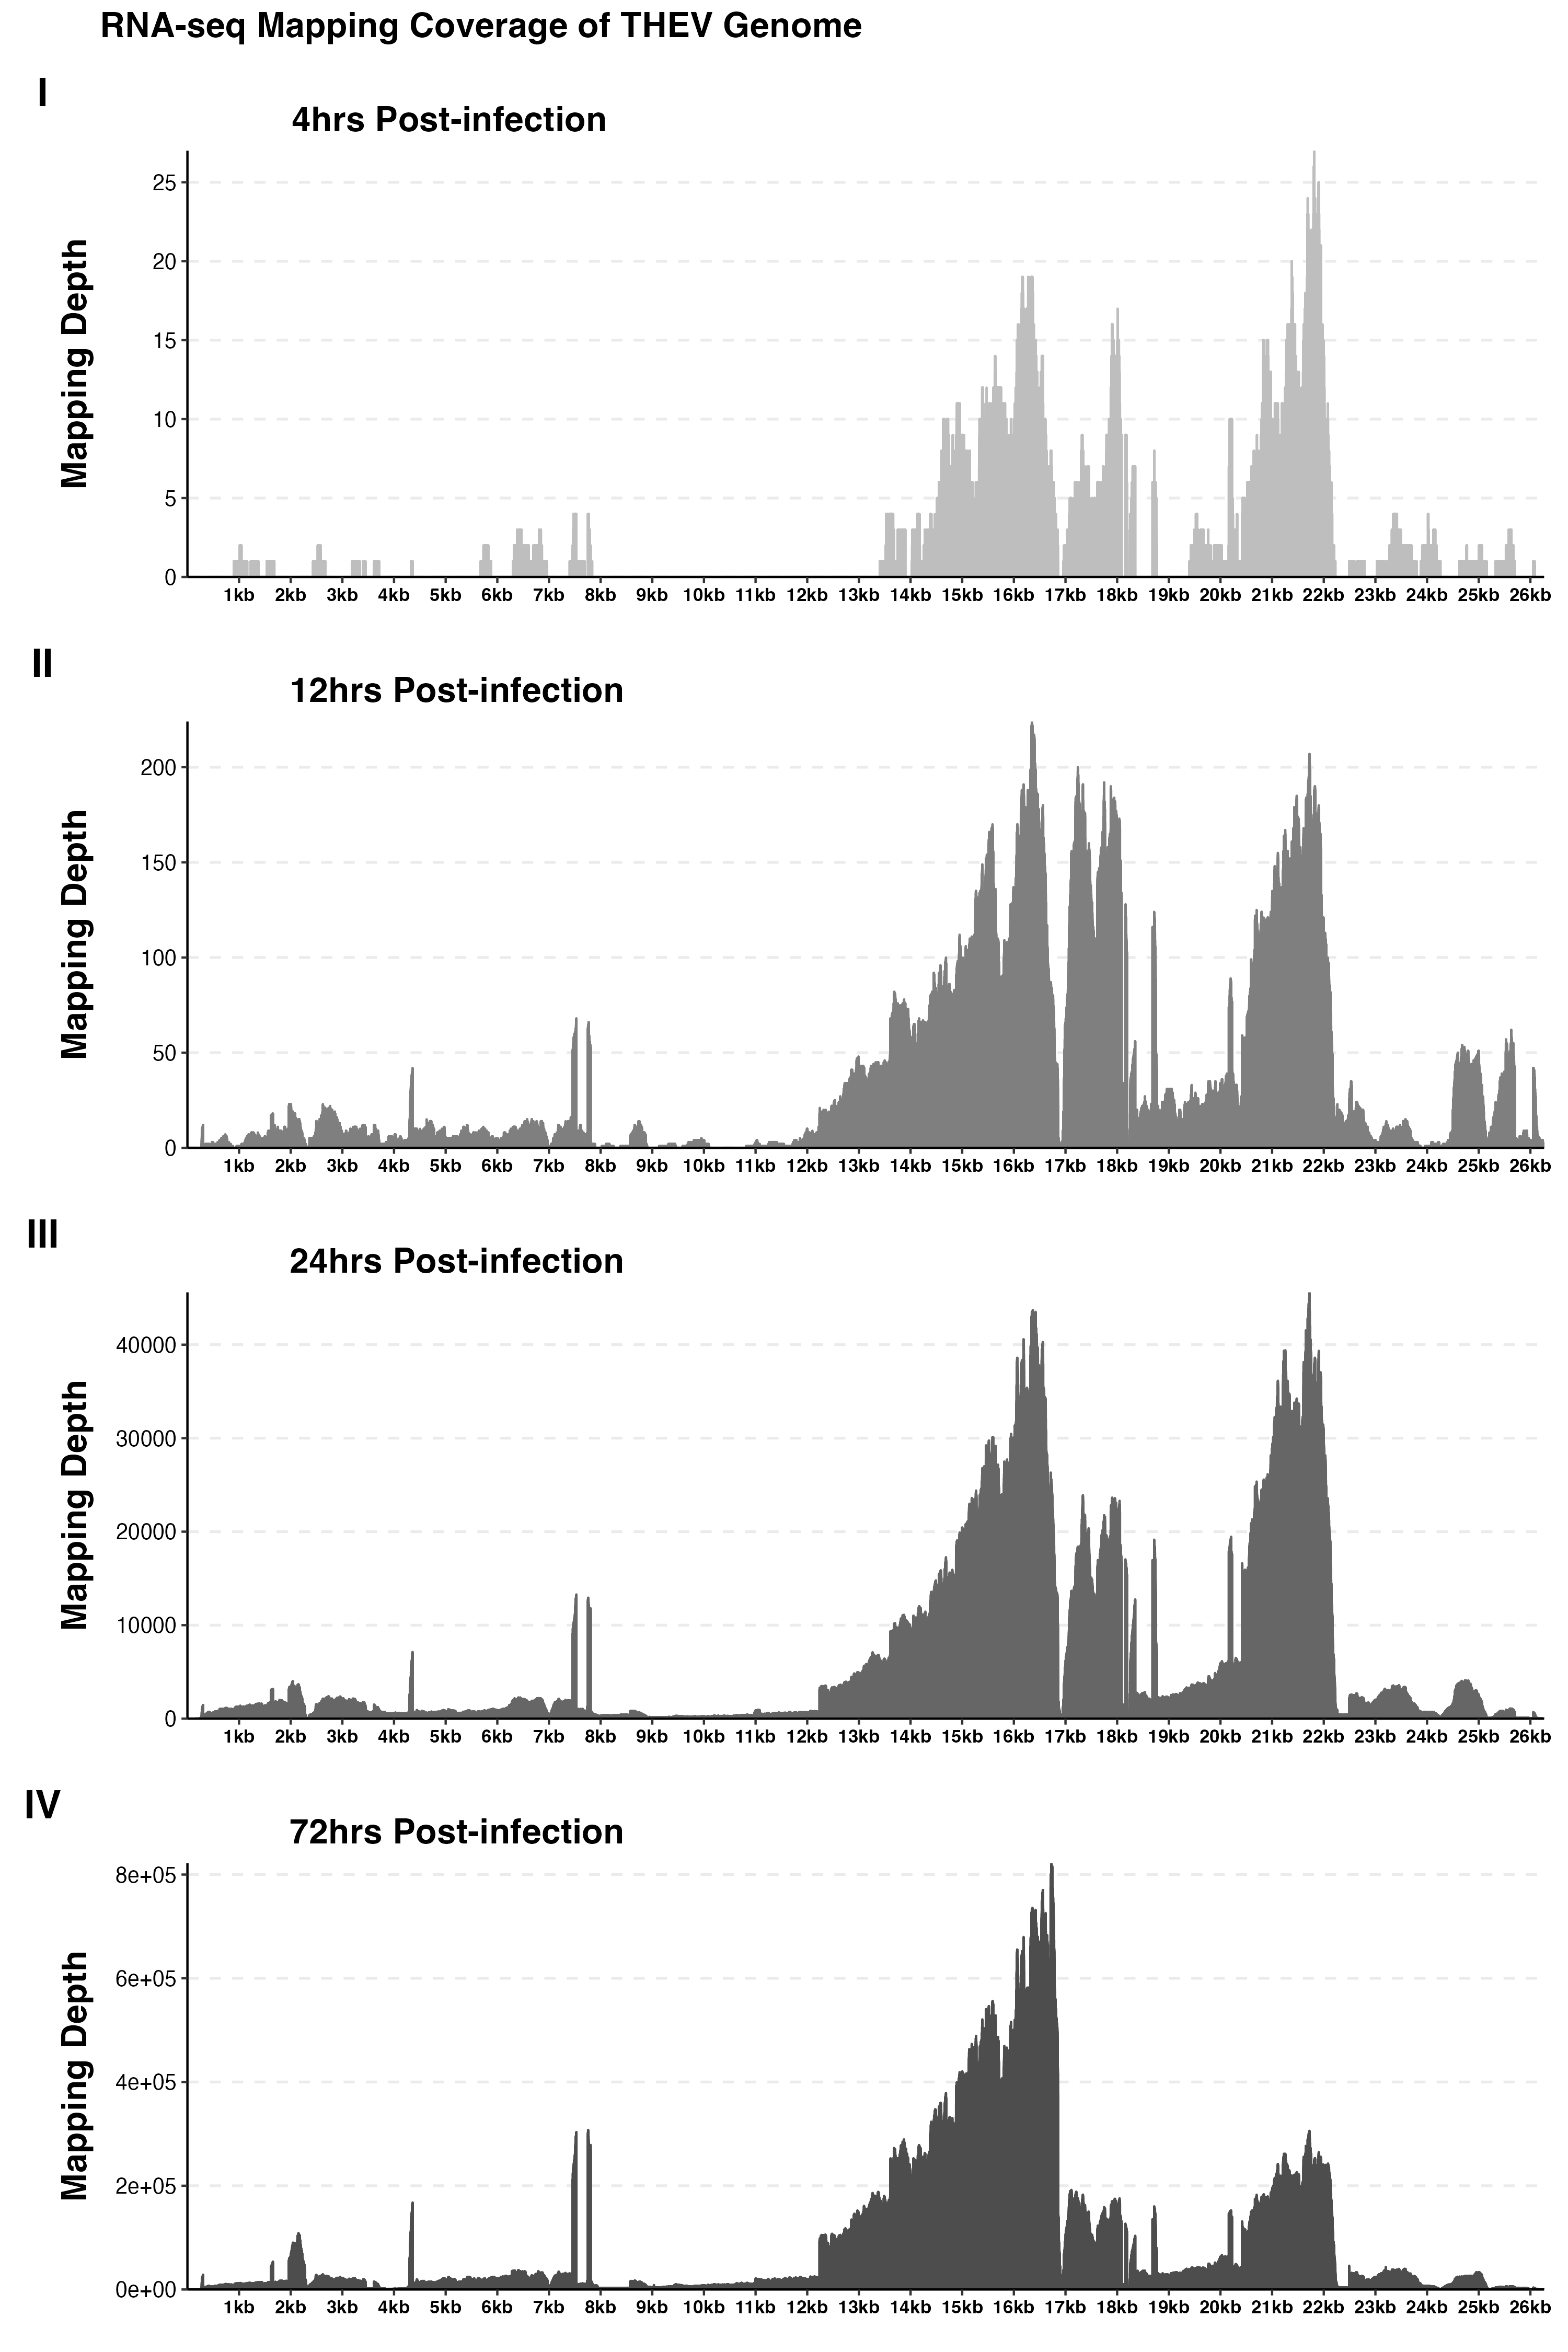 RNA-seq Mapping Coverage of THEV Genome
I
4hrs Post-infection
Mapping Depth
25
20
15
10
5
0
1kb 2kb 3kb 4kb 5kb 6kb 7kb 8kb 9kb 10kb 11kb 12kb 13kb 14kb 15kb 16kb 17kb 18kb 19kb 20kb 21kb 22kb 23kb 24kb 25kb 26kb
II
12hrs Post-infection
Mapping Depth
200
150
100
50
0
1kb 2kb 3kb 4kb 5kb 6kb 7kb 8kb 9kb 10kb 11kb 12kb 13kb 14kb 15kb 16kb 17kb 18kb 19kb 20kb 21kb 22kb 23kb 24kb 25kb 26kb
III
24hrs Post-infection
Mapping Depth
40000
30000
20000
10000
0
1kb 2kb 3kb 4kb 5kb 6kb 7kb 8kb 9kb 10kb 11kb 12kb 13kb 14kb 15kb 16kb 17kb 18kb 19kb 20kb 21kb 22kb 23kb 24kb 25kb 26kb
IV
72hrs Post-infection
Mapping Depth
8e+05
6e+05
4e+05
2e+05
0e+00
1kb 2kb 3kb 4kb 5kb 6kb 7kb 8kb 9kb 10kb 11kb 12kb 13kb 14kb 15kb 16kb 17kb 18kb 19kb 20kb 21kb 22kb 23kb 24kb 25kb 26kb